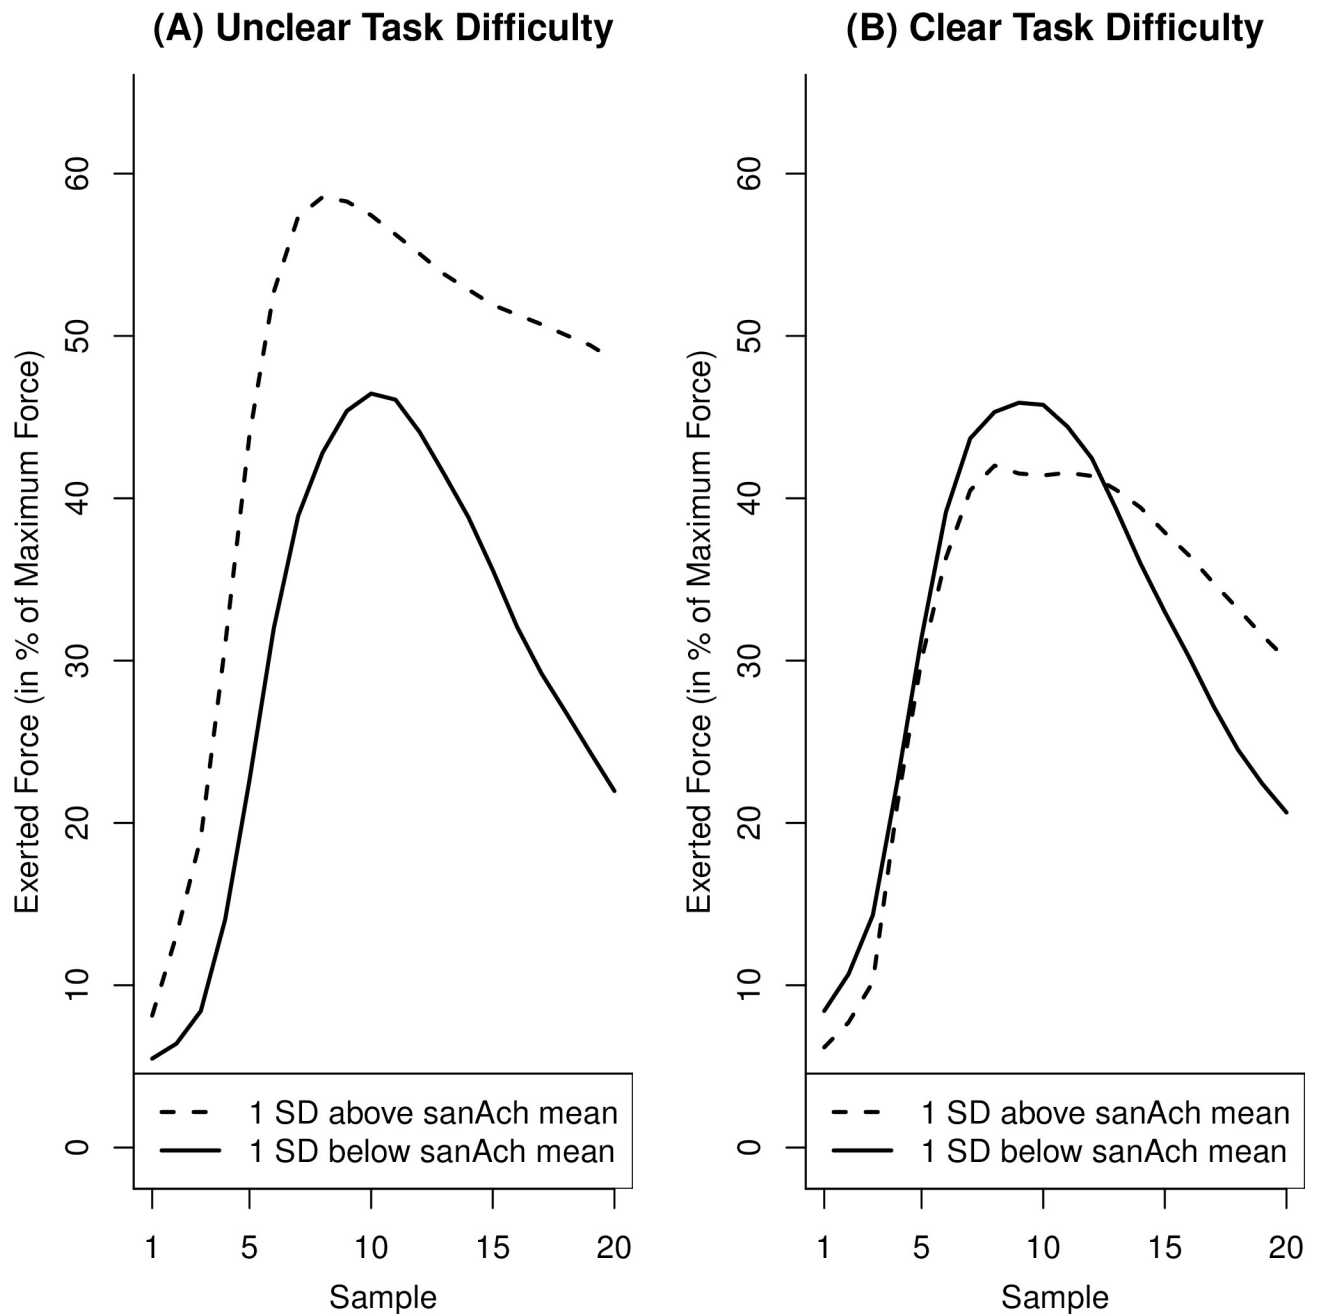 (A) Unclear Task Difficulty
Exerted Force (in % of Maximum Force)
60
50
40
30
20
10
0
1 SD above sanAch mean
1 SD below sanAch mean
1 5 10 15 20
Sample
(B) Clear Task Difficulty
Exerted Force (in % of Maximum Force)
60
50
40
30
20
10
0
1 SD above sanAch mean
1 SD below sanAch mean
1 5 10 15 20
Sample